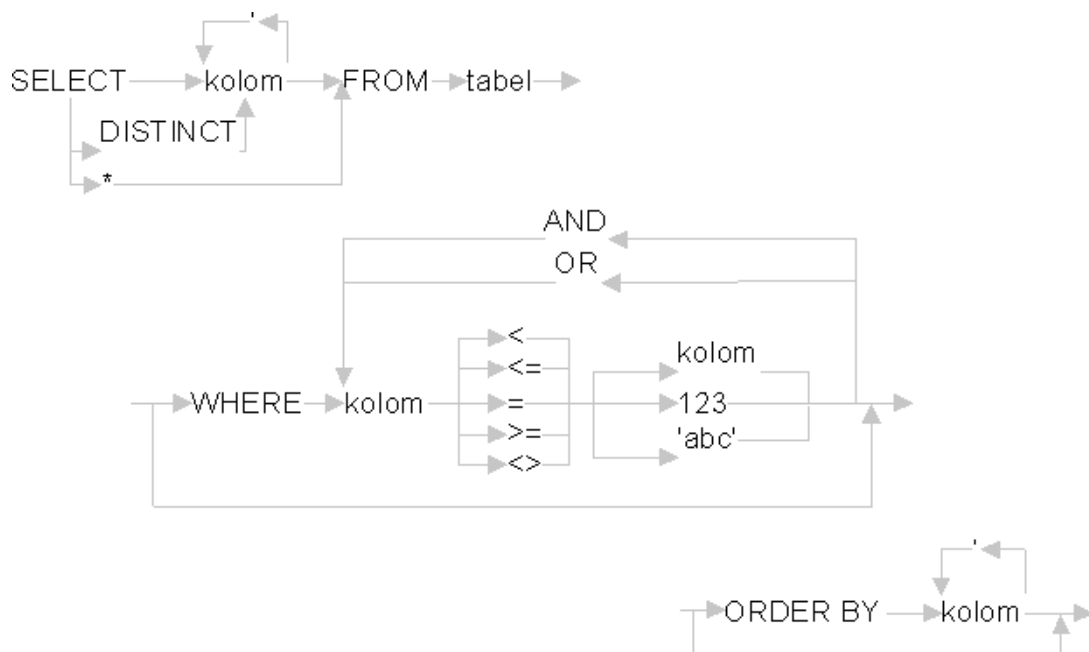 '
SELECT kolom FROM tabel
DISTINCT
*
AND
OR
<
<=
kolom
WHERE kolom = 123
>=
'abc'
<>
'
ORDER BY kolom